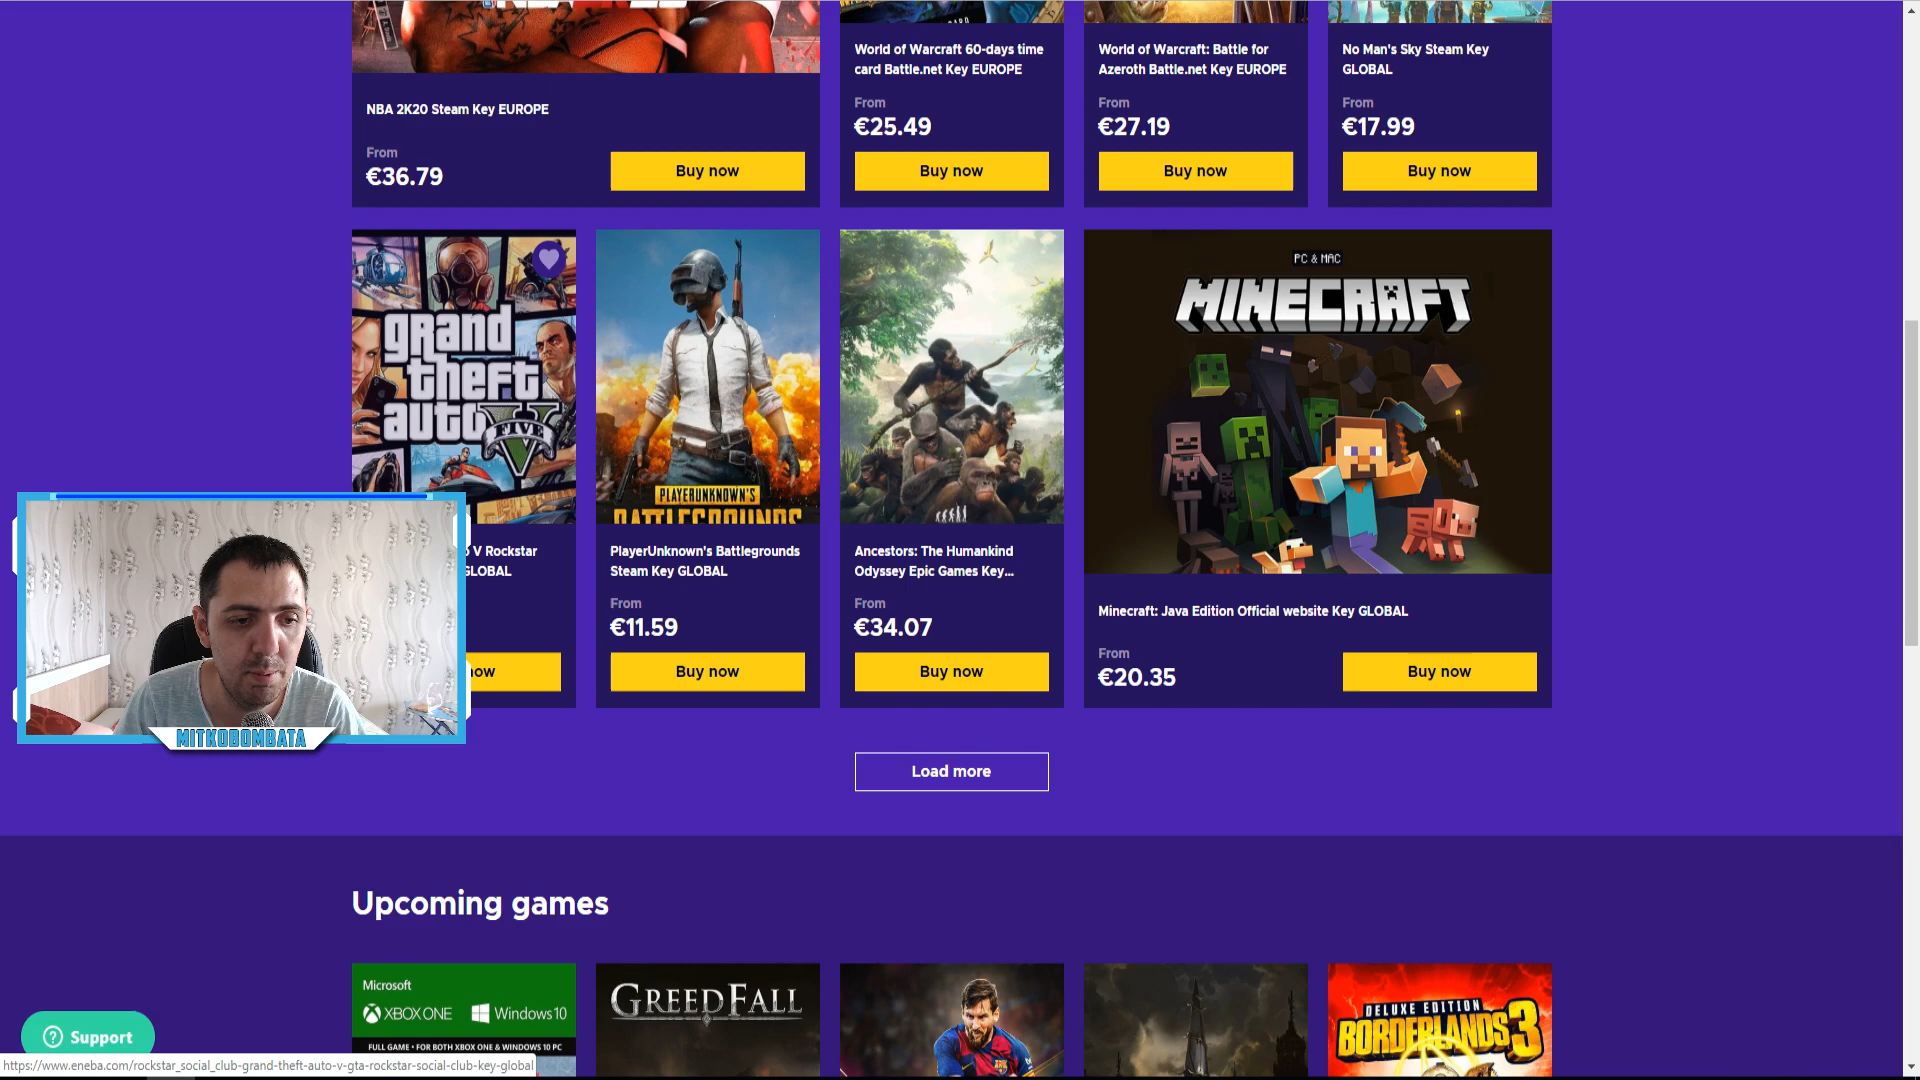 World of Warcraft 60-days time
card Battle.net Key EUROPE
World of Warcraft: Battle for
Azeroth Battle.net Key EUROPE
No Man's Sky Steam Key
GLOBAL
NBA 2K20 Steam Key EUROPE
From
€36.79
Buy now
From
€25.49
Buy now
From
€27.19
Buy now
From
€17.99
Buy now
grand
theft
auto
FIVE
PLAYERUNKNOWN'S
BATTLEGROUNDS
PC & MAC
MINECRAFT
V Rockstar
GLOBAL
PlayerUnknown's Battlegrounds
Steam Key GLOBAL
From
€11.59
Buy now
Ancestors: The Humankind
Odyssey Epic Games Key...
From
€34.07
Buy now
Minecraft: Java Edition Official website Key GLOBAL
From
€20.35
Buy now
MITKOBOMBATA
Load more
Upcoming games
Microsoft
XBOX ONE Windows 10
FULL GAME • FOR BOTH XBOX ONE & WINDOWS 10 PC
GREEDFALL
DELUXE EDITION
BORDERLANDS 3
Support
https://www.eneba.com/rockstar_social_club-grand-theft-auto-v-gta-rockstar-social-club-key-global